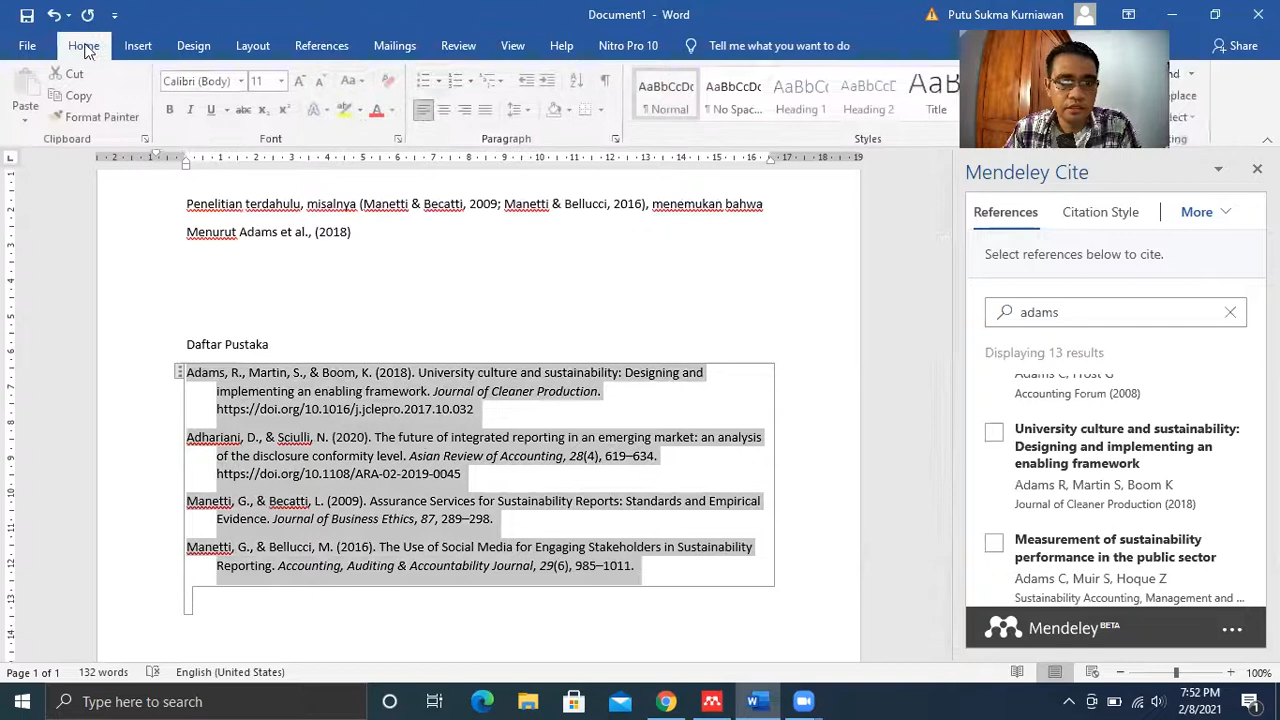 Document1 - Word
Putu Sukma Kurniawan
File
Home
Insert
Design
Layout
References
Mailings
Review
View
Help
Nitro Pro 10
Tell me what you want to do
Share
Paste
Cut
Copy
Format Painter
Clipboard
Calibri (Body)
11
Font
Paragraph
AaBbCcDc
Normal
AaBbCcDc
No Spac...
AaBbCc
Heading 1
AaBbCcD
Heading 2
Title
Styles
Penelitian terdahulu, misalnya (Manetti & Becatti, 2009; Manetti & Bellucci, 2016), menemukan bahwa
Menurut Adams et al., (2018)
Daftar Pustaka
Adams, R., Martin, S., & Boom, K. (2018). University culture and sustainability: Designing and
implementing an enabling framework. Journal of Cleaner Production.
https://doi.org/10.1016/j.jclepro.2017.10.032
Adhariani, D., & Sciulli, N. (2020). The future of integrated reporting in an emerging market: an analysis
of the disclosure conformity level. Asian Review of Accounting, 28(4), 619–634.
https://doi.org/10.1108/ARA-02-2019-0045
Manetti, G., & Becatti, L. (2009). Assurance Services for Sustainability Reports: Standards and Empirical
Evidence. Journal of Business Ethics, 87, 289–298.
Manetti, G., & Bellucci, M. (2016). The Use of Social Media for Engaging Stakeholders in Sustainability
Reporting. Accounting, Auditing & Accountability Journal, 29(6), 985–1011.
Mendeley Cite
References
Citation Style
More
Select references below to cite.
adams
Displaying 13 results
Adams C, Frost G
Accounting Forum (2008)
University culture and sustainability:
Designing and implementing an
enabling framework
Adams R, Martin S, Boom K
Journal of Cleaner Production (2018)
Measurement of sustainability
performance in the public sector
Adams C, Muir S, Hoque Z
Sustainability Accounting, Management and ...
Mendeley BETA
Page 1 of 1
132 words
English (United States)
100%
Type here to search
7:52 PM
2/8/2021